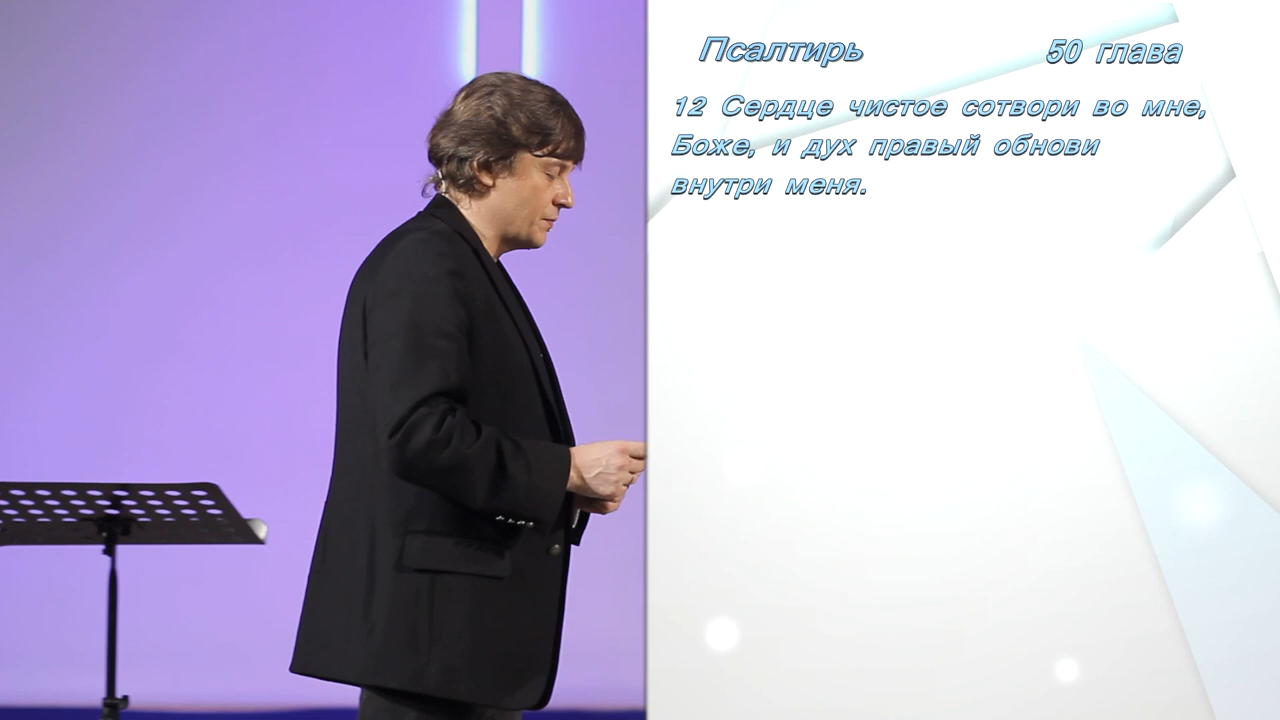 Псалтирь 50 глава
12 Сердце чистое сотвори во мне,
Боже, и дух правый обнови
внутри меня.